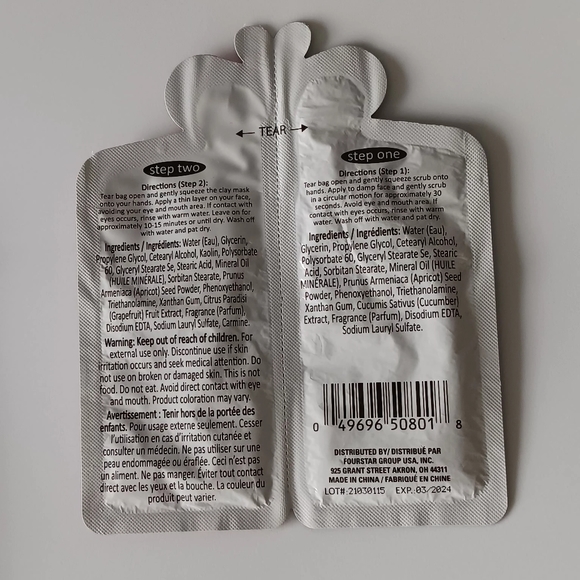 TEAR
step two
Directions (Step 2):
Tear bag open and gently squeeze the clay mask
onto your hands. Apply a thin layer on your face,
avoiding your eye and mouth area. If contact with
eyes occurs, rinse with warm water. Leave on for
approximately 10-15 minutes or until dry. Wash off
with water and pat dry.
Ingredients / Ingrédients: Water (Eau), Glycerin,
Propylene Glycol, Cetearyl Alcohol, Kaolin, Polysorbate
60, Glyceryl Stearate Se, Stearic Acid, Mineral Oil
(HUILE MINÉRALE), Sorbitan Stearate, Prunus
Armeniaca (Apricot) Seed Powder, Phenoxyethanol,
Triethanolamine, Xanthan Gum, Citrus Paradisi
(Grapefruit) Fruit Extract, Fragrance (Parfum),
Disodium EDTA, Sodium Lauryl Sulfate, Carmine.
Warning: Keep out of reach of children. For
external use only. Discontinue use if skin
irritation occurs and seek medical attention. Do
not use on broken or damaged skin. This is not
food. Do not eat. Avoid direct contact with eye
and mouth. Product coloration may vary.
Avertissement : Tenir hors de la portée des
enfants. Pour usage externe seulement. Cesser
l'utilisation en cas d'irritation cutanée et
consulter un médecin. Ne pas utiliser sur une
peau endommagée ou éraflée. Ceci n'est pas
un aliment. Ne pas manger. Éviter tout contact
direct avec les yeux et la bouche. La couleur du
produit peut varier.
step one
Directions (Step 1):
Tear bag open and gently squeeze scrub onto
hands. Apply to damp face and gently scrub
in a circular motion for approximately 30
seconds. Avoid eye and mouth area. If
contact with eyes occurs, rinse with warm
water. Wash off with water and pat dry.
Ingredients / Ingrédients: Water (Eau),
Glycerin, Propylene Glycol, Cetearyl Alcohol,
Polysorbate 60, Glyceryl Stearate Se, Stearic
Acid, Sorbitan Stearate, Mineral Oil (HUILE
MINÉRALE), Prunus Armeniaca (Apricot) Seed
Powder, Phenoxyethanol, Triethanolamine,
Xanthan Gum, Cucumis Sativis (Cucumber)
Extract, Fragrance (Parfum), Disodium EDTA,
Sodium Lauryl Sulfate.
0 49696 50801 8
DISTRIBUTED BY/ DISTRIBUÉ PAR
FOURSTAR GROUP USA, INC.
925 GRANT STREET AKRON, OH 44311
MADE IN CHINA / FABRIQUÉ EN CHINE
LOT#: 21030115 EXP.:03/2024